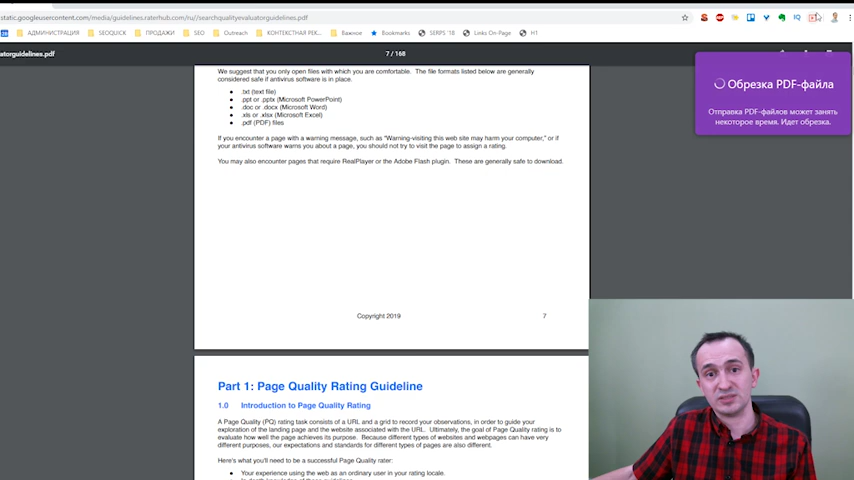 static.googleusercontent.com/media/guidelines.raterhub.com/ru//searchqualityevaluatorguidelines.pdf
АДМИНИСТРАЦИЯ SEOQUICK ПРОДАЖИ SEO Outreach КОНТЕКСТНАЯ РЕК... Важное Bookmarks SERPS '18 Links On-Page H1
atorguidelines.pdf 7 / 168
We suggest that you only open files with which you are comfortable. The file formats listed below are generally
considered safe if antivirus software is in place.
.txt (text file)
.ppt or .pptx (Microsoft PowerPoint)
.doc or .docx (Microsoft Word)
.xls or .xlsx (Microsoft Excel)
.pdf (PDF) files
If you encounter a page with a warning message, such as "Warning-visiting this web site may harm your computer," or if
your antivirus software warns you about a page, you should not try to visit the page to assign a rating.
You may also encounter pages that require RealPlayer or the Adobe Flash plugin. These are generally safe to download.
Обрезка PDF-файла
Отправка PDF-файлов может занять
некоторое время. Идет обрезка.
Copyright 2019 7
Part 1: Page Quality Rating Guideline
1.0 Introduction to Page Quality Rating
A Page Quality (PQ) rating task consists of a URL and a grid to record your observations, in order to guide your
exploration of the landing page and the website associated with the URL. Ultimately, the goal of Page Quality rating is to
evaluate how well the page achieves its purpose. Because different types of websites and webpages can have very
different purposes, our expectations and standards for different types of pages are also different.
Here's what you'll need to be a successful Page Quality rater:
Your experience using the web as an ordinary user in your rating locale.